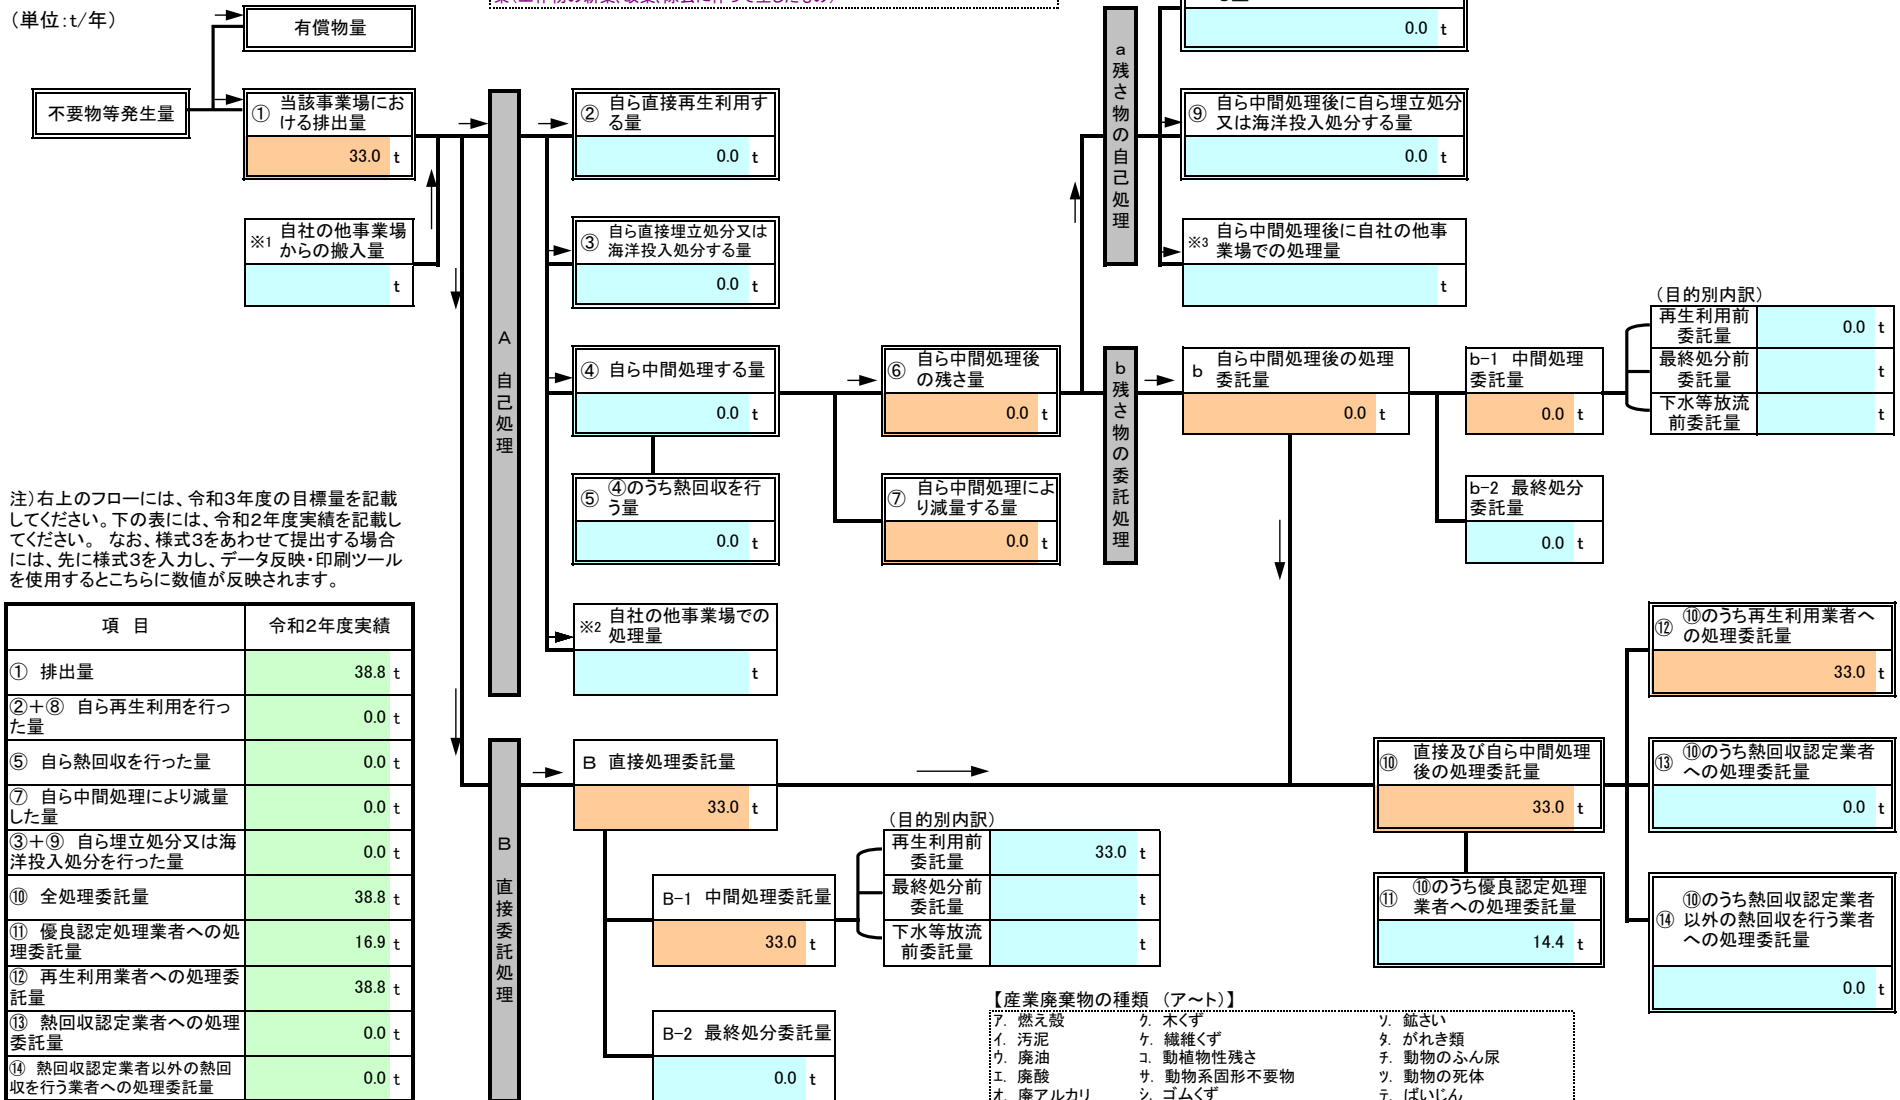 （単位：ｔ/年）
有償物量
不要物等発生量
① 当該事業場にお
ける排出量
33.0 t
※1 自社の他事業場
からの搬入量
t
A 自己処理
② 自ら直接再生利用す
る量
0.0 t
③ 自ら直接埋立処分又は
海洋投入処分する量
0.0 t
④ 自ら中間処理する量
0.0 t
⑤ ④のうち熱回収を行
う量
0.0 t
※2 自社の他事業場での
処理量
t
⑥ 自ら中間処理後
の残さ量
0.0 t
⑦ 自ら中間処理によ
り減量する量
0.0 t
a 残さ物の自己処理
0.0 t
⑨ 自ら中間処理後に自ら埋立処分
又は海洋投入処分する量
0.0 t
※3 自ら中間処理後に自社の他事
業場での処理量
t
b 残さ物の委託処理
b 自ら中間処理後の処理
委託量
0.0 t
b-1 中間処理
委託量
0.0 t
（目的別内訳）
再生利用前
委託量
0.0 t
最終処分前
委託量
t
下水等放流
前委託量
t
b-2 最終処分
委託量
0.0 t
注）右上のフローには、令和３年度の目標量を記載
してください。下の表には、令和２年度実績を記載し
てください。 なお、様式３をあわせて提出する場合
には、先に様式３を入力し、データ反映・印刷ツール
を使用するとこちらに数値が反映されます。
項 目 令和２年度実績
① 排出量 38.8 t
②＋⑧ 自ら再生利用を行っ
た量 0.0 t
⑤ 自ら熱回収を行った量 0.0 t
⑦ 自ら中間処理により減量
した量 0.0 t
③＋⑨ 自ら埋立処分又は海
洋投入処分を行った量 0.0 t
⑩ 全処理委託量 38.8 t
⑪ 優良認定処理業者への処
理委託量 16.9 t
⑫ 再生利用業者への処理委
託量 38.8 t
⑬ 熱回収認定業者への処理
委託量 0.0 t
⑭ 熱回収認定業者以外の熱回
収を行う業者への処理委託量 0.0 t
B 直接委託処理
B 直接処理委託量
33.0 t
B-1 中間処理委託量
33.0 t
（目的別内訳）
再生利用前
委託量
33.0 t
最終処分前
委託量
t
下水等放流
前委託量
t
B-2 最終処分委託量
0.0 t
⑩ 直接及び自ら中間処理
後の処理委託量
33.0 t
⑪ ⑩のうち優良認定処理
業者への処理委託量
14.4 t
⑫ ⑩のうち再生利用業者へ
の処理委託量
33.0 t
⑬ ⑩のうち熱回収認定業者
への処理委託量
0.0 t
⑭ ⑩のうち熱回収認定業者
以外の熱回収を行う業者
への処理委託量
0.0 t
【産業廃棄物の種類 （ア～ト）】
ｱ. 燃え殻 ｸ. 木くず ｿ. 鉱さい
ｲ. 汚泥 ｹ. 繊維くず ﾀ. がれき類
ｳ. 廃油 ｺ. 動植物性残さ ﾁ. 動物のふん尿
ｴ. 廃酸 ｻ. 動物系固形不要物 ﾂ. 動物の死体
ｵ. 廃アルカリ ｼ. ゴムくず ﾃ. ばいじん